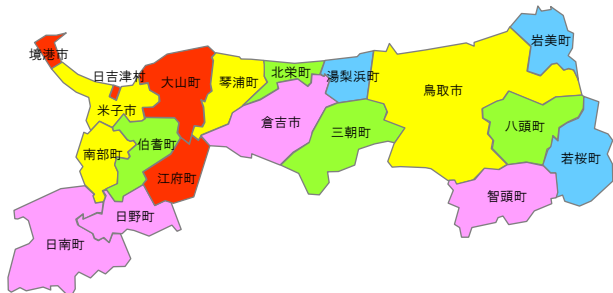 岩美町
境港市
日吉津村
大山町
琴浦町
北栄町
湯梨浜町
鳥取市
米子市
倉吉市
三朝町
八頭町
南部町
伯耆町
若桜町
江府町
智頭町
日野町
日南町